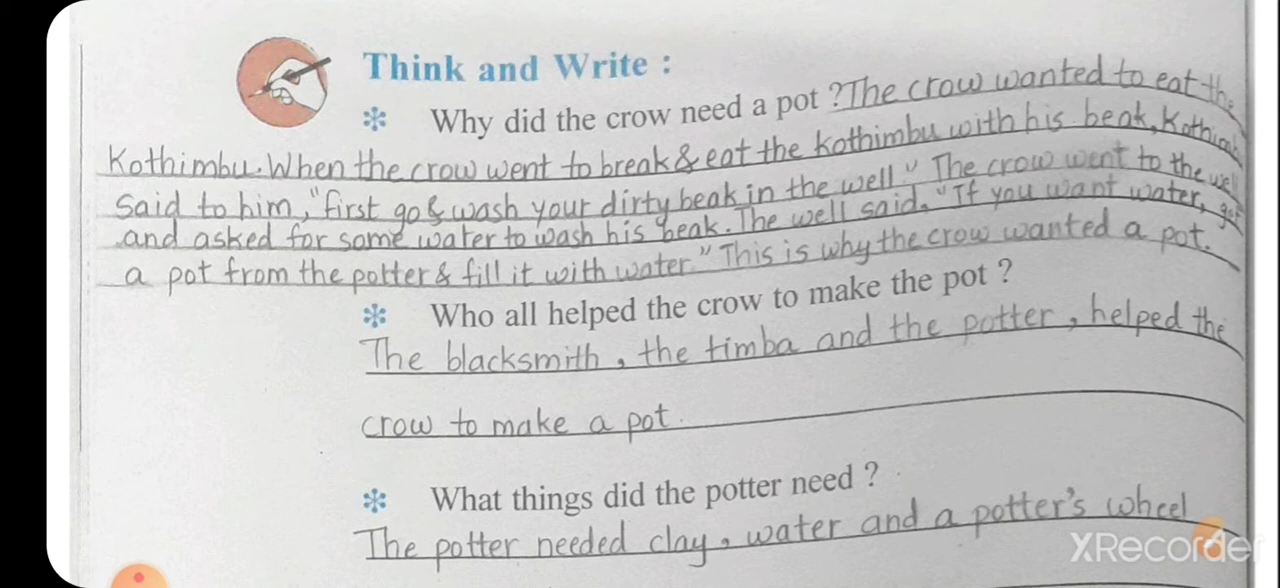 Think and Write :
* Why did the crow need a pot ? The crow wanted to eat the
Kothimbu. When the crow went to break & eat the kothimbu with his beak, Kothimbu
Said to him, "first go & wash your dirty beak in the well" The crow went to the well
and asked for some water to wash his beak. The well said, "If you want water, get
a pot from the potter & fill it with water." This is why the crow wanted a pot.
* Who all helped the crow to make the pot ?
The blacksmith, the timba and the potter, helped the
crow to make a pot.
* What things did the potter need ?
The potter needed clay, water and a potter's wheel
XRecorder